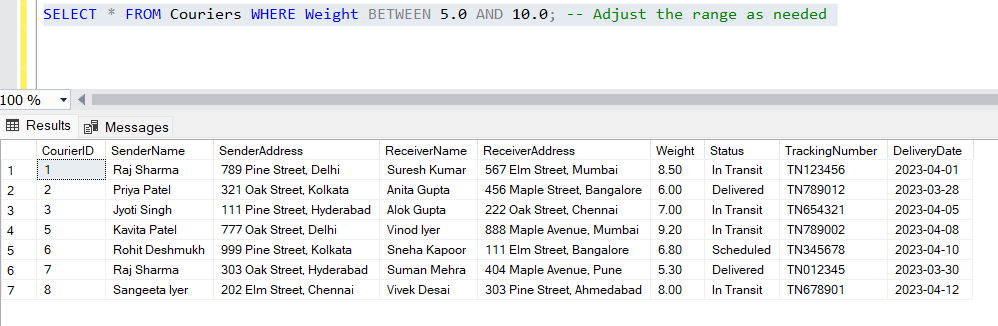 SELECT * FROM Couriers WHERE Weight BETWEEN 5.0 AND 10.0; -- Adjust the range as needed
100 %
Results Messages
CourierID SenderName SenderAddress ReceiverName ReceiverAddress Weight Status TrackingNumber DeliveryDate
1 1 Raj Sharma 789 Pine Street, Delhi Suresh Kumar 567 Elm Street, Mumbai 8.50 In Transit TN123456 2023-04-01
2 2 Priya Patel 321 Oak Street, Kolkata Anita Gupta 456 Maple Street, Bangalore 6.00 Delivered TN789012 2023-03-28
3 3 Jyoti Singh 111 Pine Street, Hyderabad Alok Gupta 222 Oak Street, Chennai 7.00 In Transit TN654321 2023-04-05
4 5 Kavita Patel 777 Oak Street, Delhi Vinod Iyer 888 Maple Avenue, Mumbai 9.20 In Transit TN789002 2023-04-08
5 6 Rohit Deshmukh 999 Pine Street, Kolkata Sneha Kapoor 111 Elm Street, Bangalore 6.80 Scheduled TN345678 2023-04-10
6 7 Raj Sharma 303 Oak Street, Hyderabad Suman Mehra 404 Maple Avenue, Pune 5.30 Delivered TN012345 2023-03-30
7 8 Sangeeta Iyer 202 Elm Street, Chennai Vivek Desai 303 Pine Street, Ahmedabad 8.00 In Transit TN678901 2023-04-12